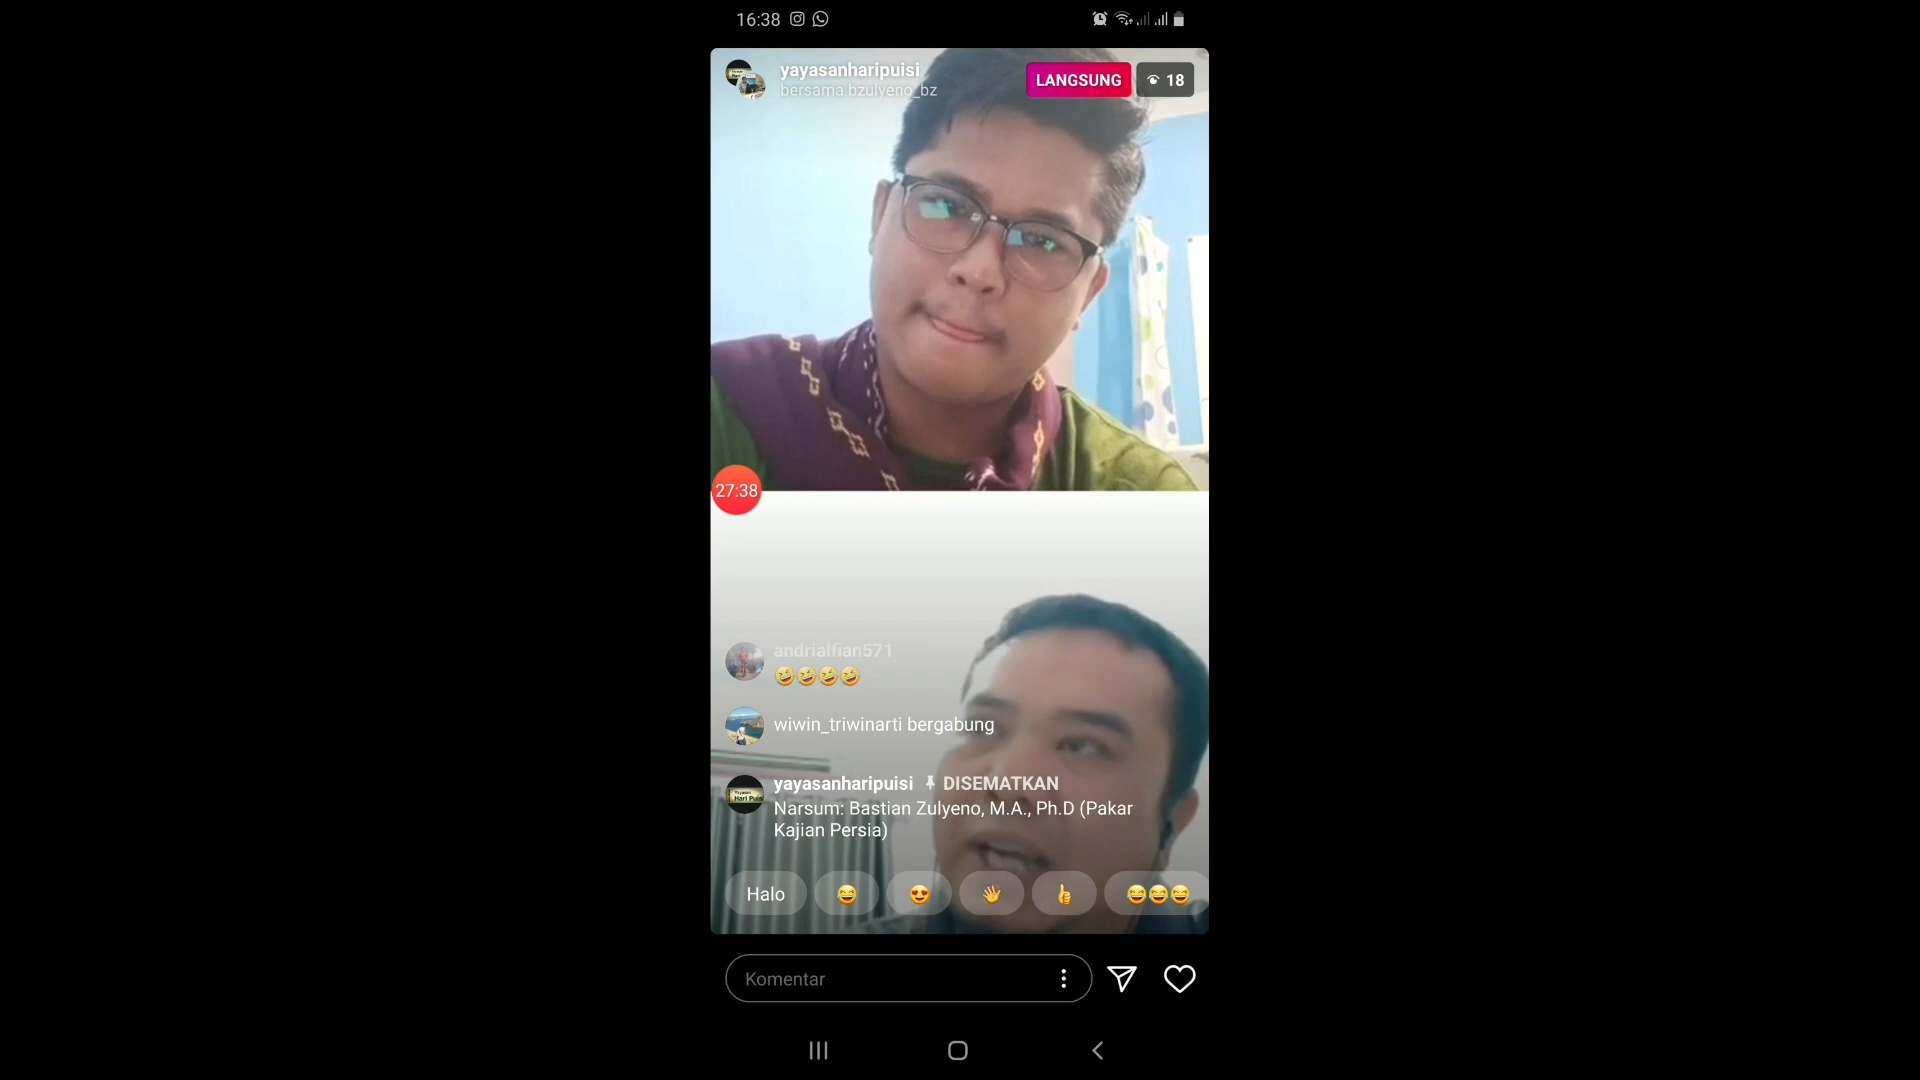 16:38
yayasanharipuisi
bersama bzulyeno_bz
LANGSUNG
18
27:38
andrialfian571
🤣🤣🤣🤣
wiwin_triwinarti bergabung
yayasanharipuisi 📌 DISEMATKAN
Narsum: Bastian Zulyeno, M.A., Ph.D (Pakar
Kajian Persia)
Halo 😅 😍 👋 👍 😂😂😂
Komentar